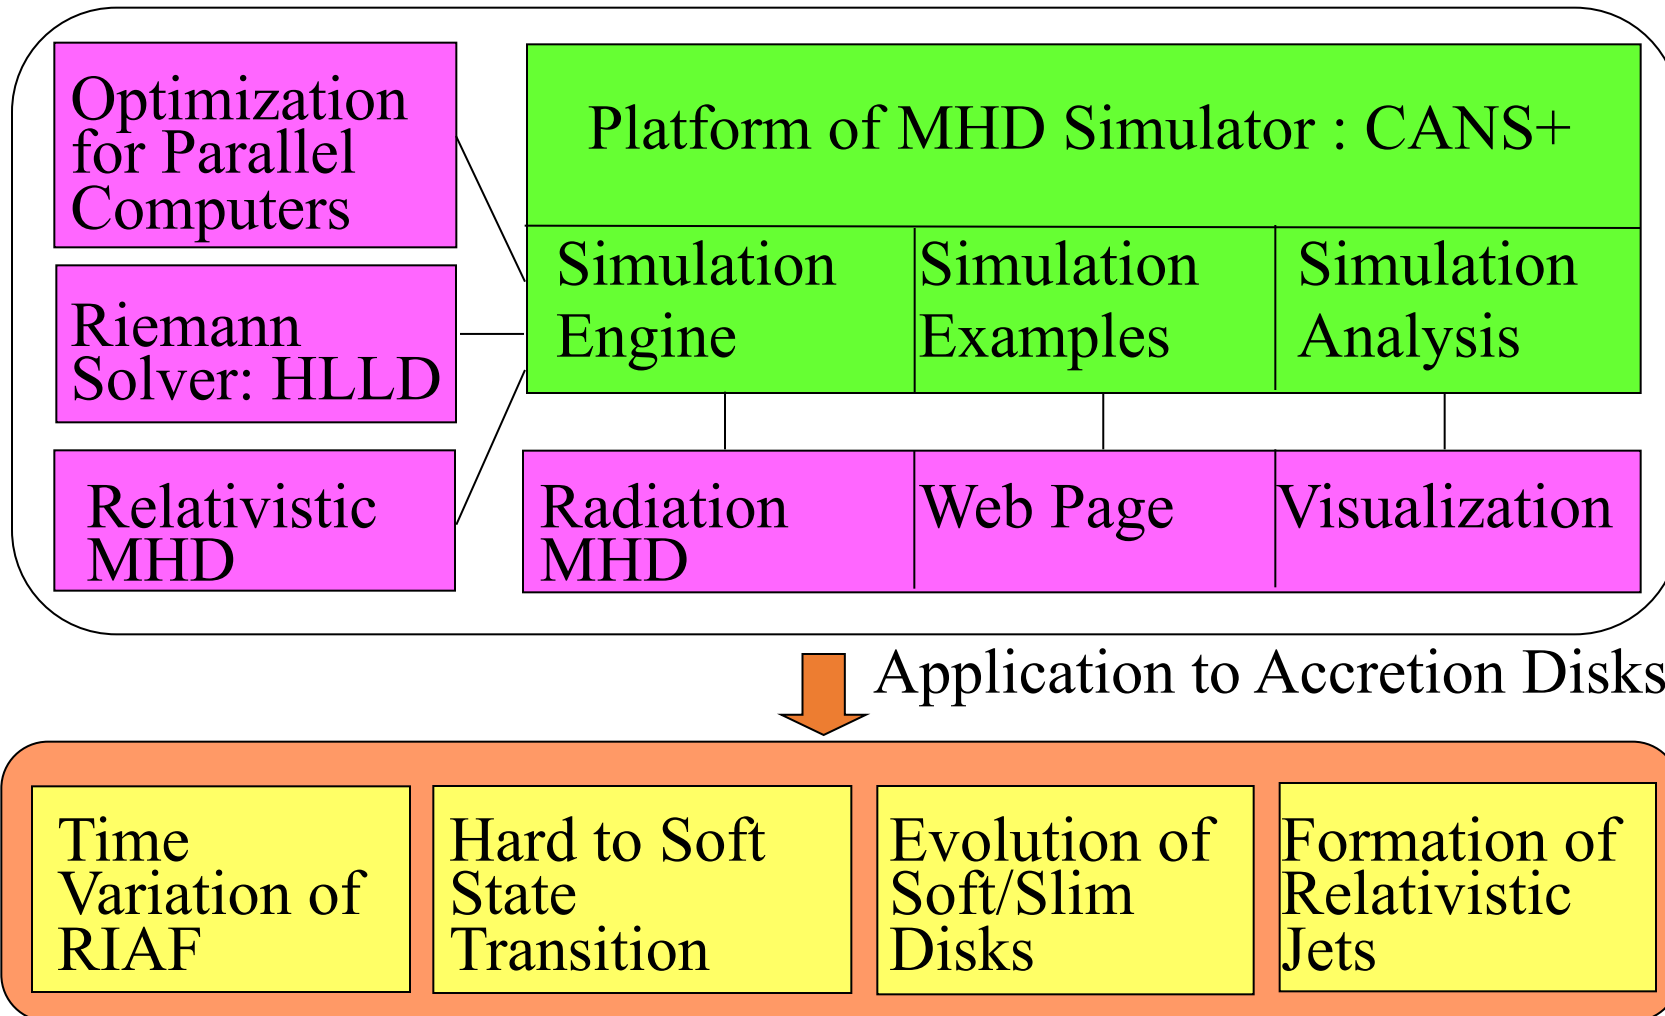 Optimization
for Parallel
Computers
Platform of MHD Simulator : CANS+
Riemann
Solver: HLLD
Simulation
Engine
Simulation
Examples
Simulation
Analysis
Relativistic
MHD
Radiation
MHD
Web Page
Visualization
Application to Accretion Disks
Time
Variation of
RIAF
Hard to Soft
State
Transition
Evolution of
Soft/Slim
Disks
Formation of
Relativistic
Jets